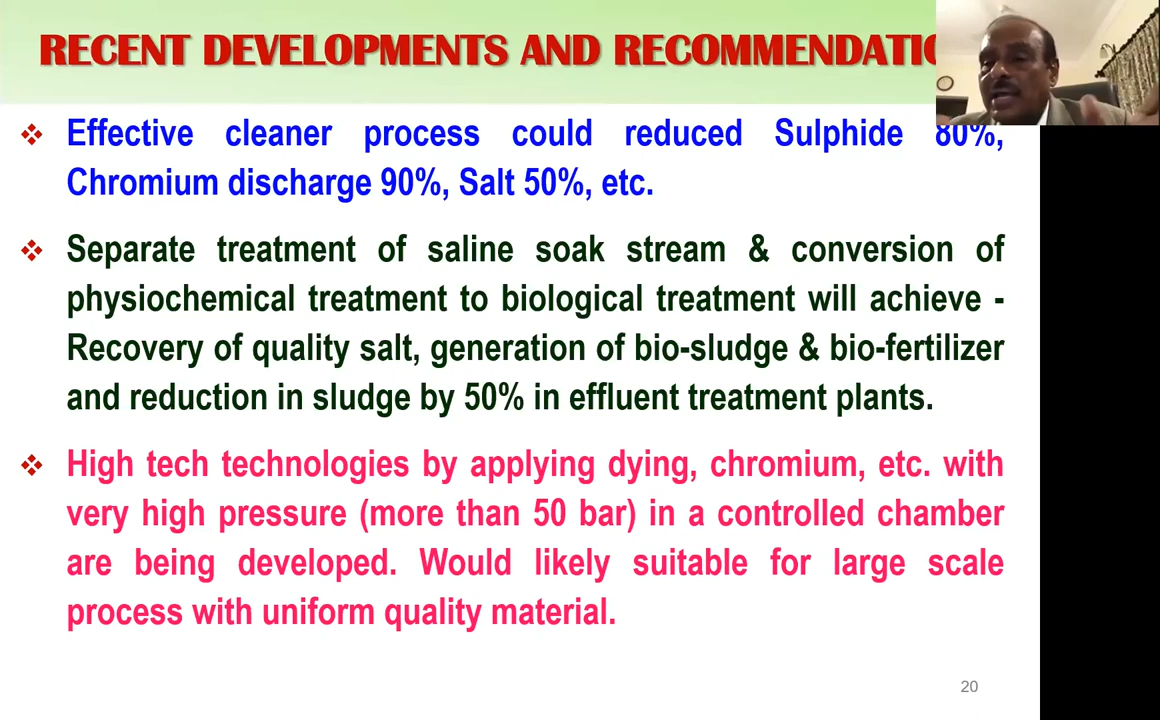 RECENT DEVELOPMENTS AND
❖ Effective cleaner process could reduced Sulphide 80%,
Chromium discharge 90%, Salt 50%, etc.
❖ Separate treatment of saline soak stream & conversion of
physiochemical treatment to biological treatment will achieve -
Recovery of quality salt, generation of bio-sludge & bio-fertilizer
and reduction in sludge by 50% in effluent treatment plants.
❖ High tech technologies by applying dying, chromium, etc. with
very high pressure (more than 50 bar) in a controlled chamber
are being developed. Would likely suitable for large scale
process with uniform quality material.
20